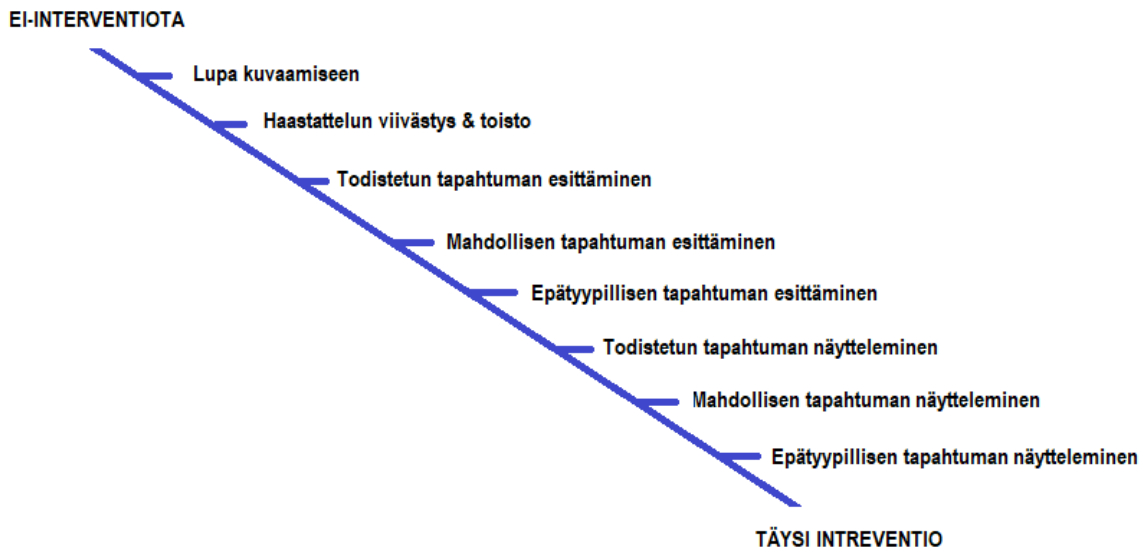 EI-INTERVENTIOTA
Lupa kuvaamiseen
Haastattelun viivästys & toisto
Todistetun tapahtuman esittäminen
Mahdollisen tapahtuman esittäminen
Epätyypillisen tapahtuman esittäminen
Todistetun tapahtuman näytteleminen
Mahdollisen tapahtuman näytteleminen
Epätyypillisen tapahtuman näytteleminen
TÄYSI INTREVENTIO